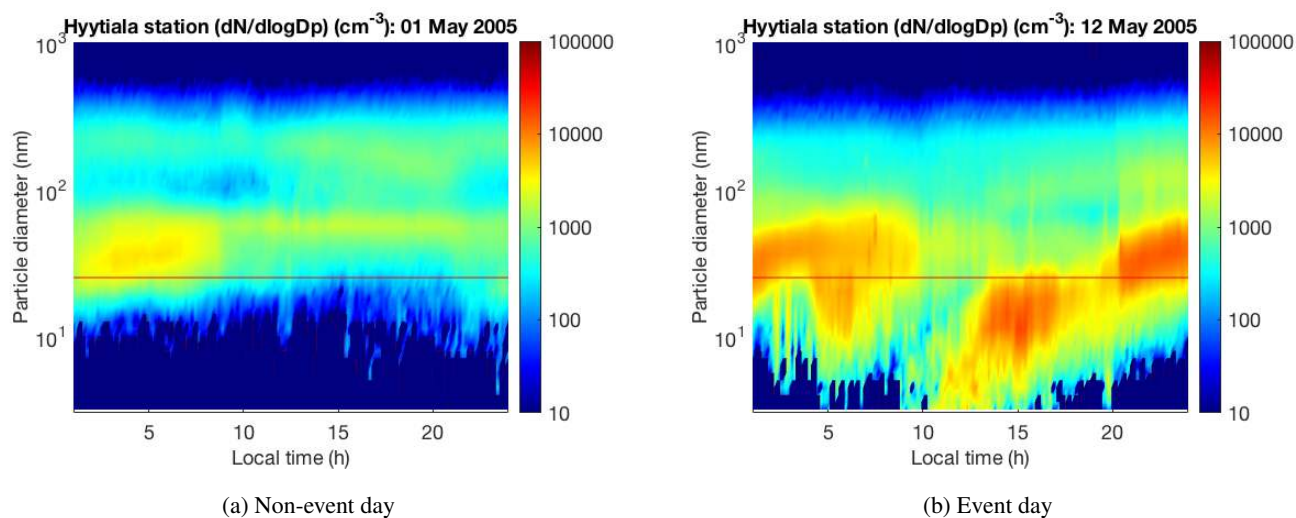 Hyytiala station (dN/dlogDp) (cm⁻³): 01 May 2005
10³
10²
10¹
Particle diameter (nm)
5 10 15 20
Local time (h)
100000
10000
1000
100
10
(a) Non-event day
Hyytiala station (dN/dlogDp) (cm⁻³): 12 May 2005
10³
10²
10¹
Particle diameter (nm)
5 10 15 20
Local time (h)
100000
10000
1000
100
10
(b) Event day